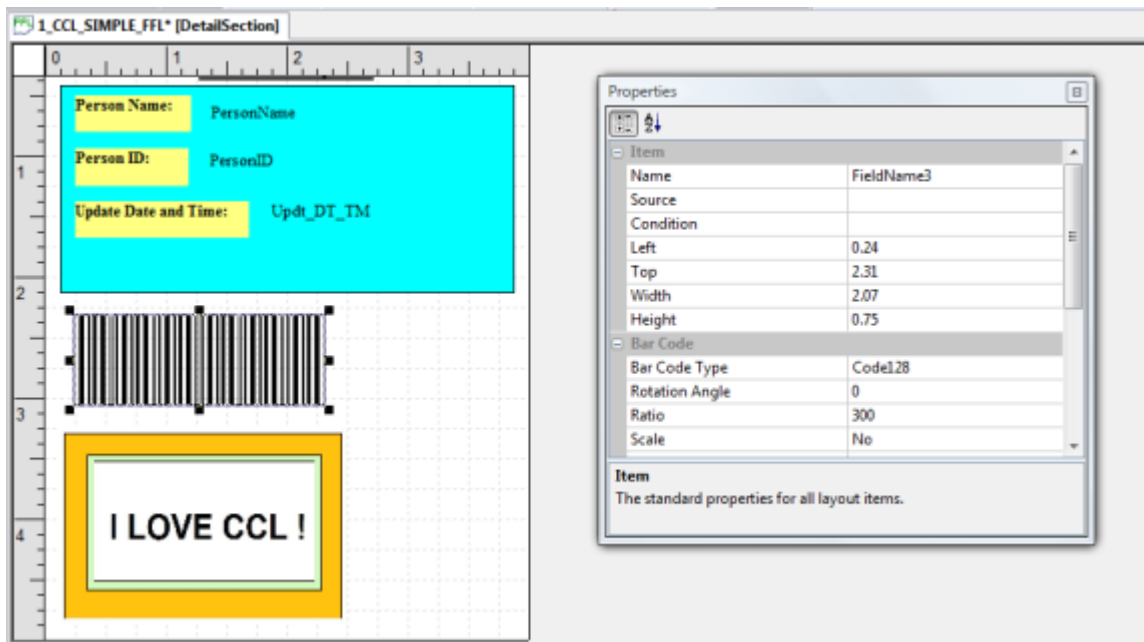 1_CCL_SIMPLE_FFL* [DetailSection]
0 1 2 3
Person Name: PersonName
1
Person ID: PersonID
Update Date and Time: Updt_DT_TM
2
3
I LOVE CCL !
4
Properties
Item
Name FieldName3
Source
Condition
Left 0.24
Top 2.31
Width 2.07
Height 0.75
Bar Code
Bar Code Type Code128
Rotation Angle 0
Ratio 300
Scale No
Item
The standard properties for all layout items.